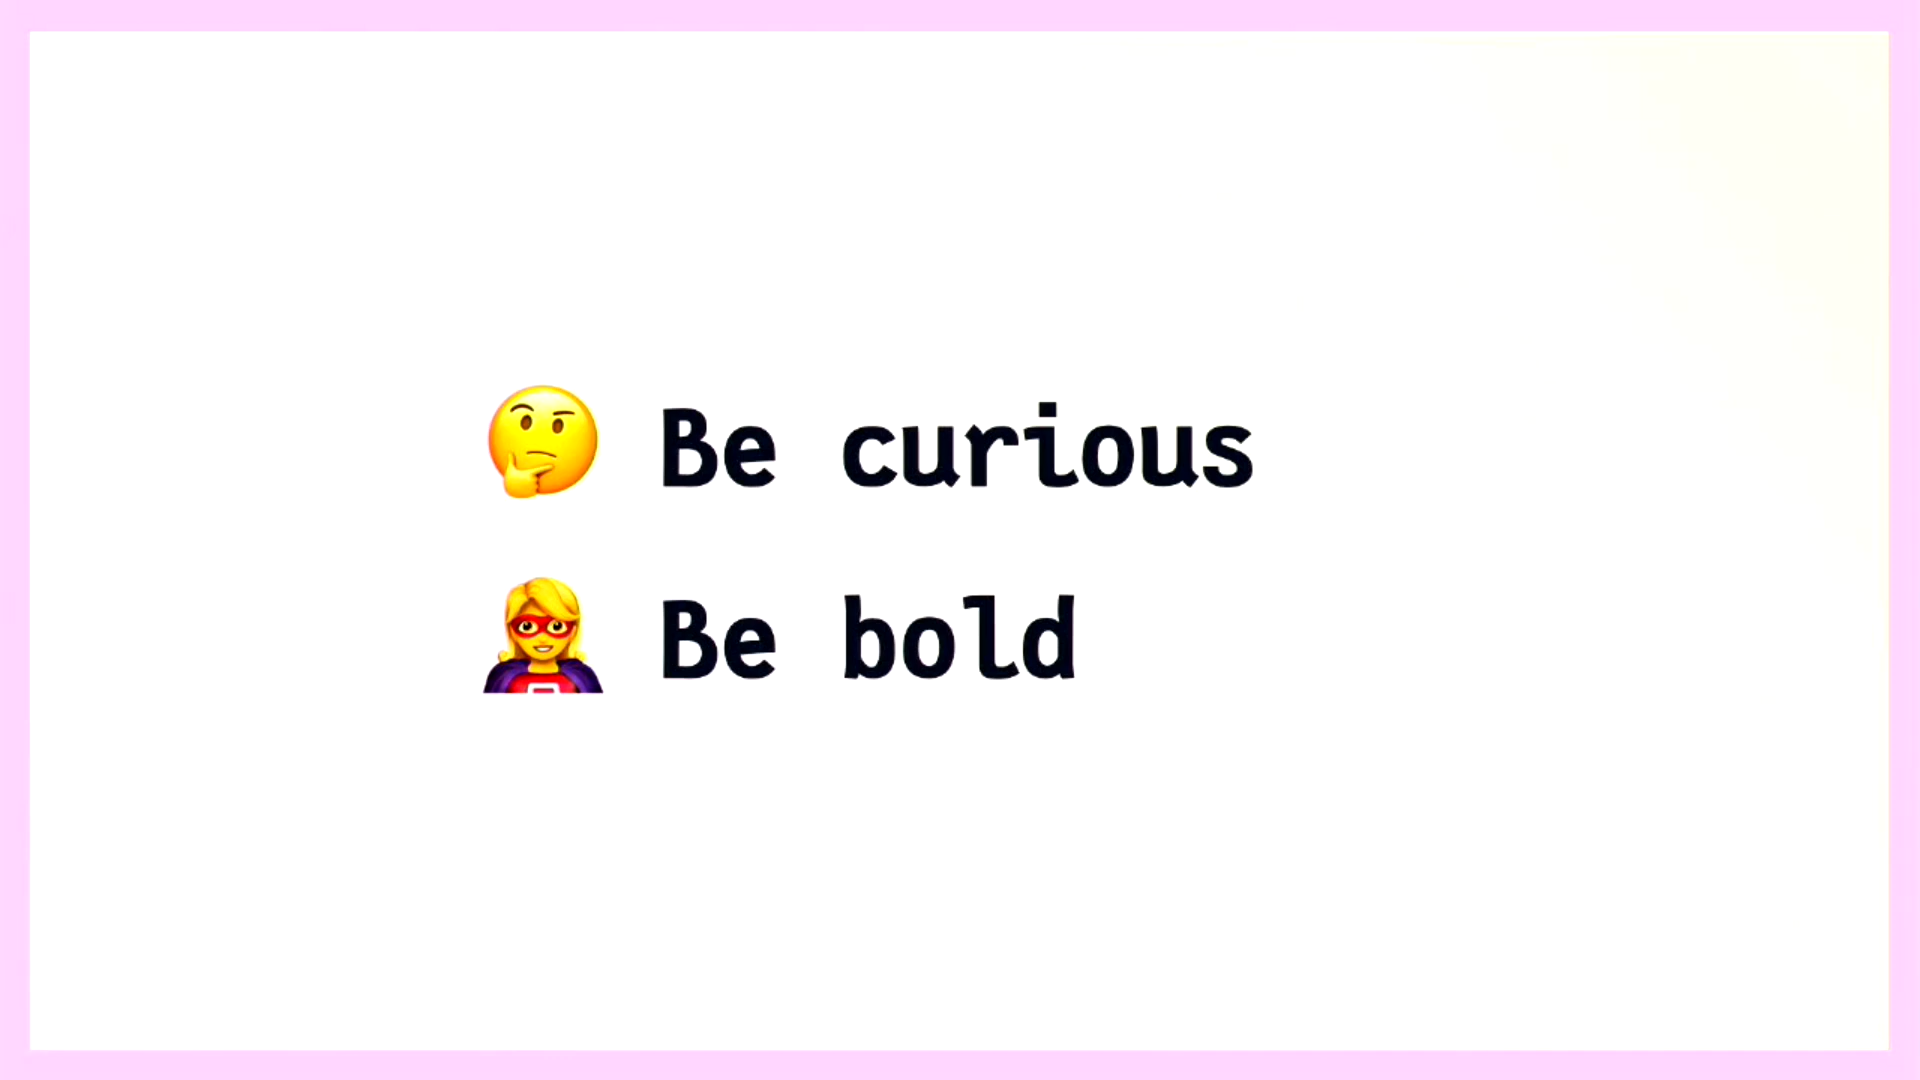 🤔 Be curious
🦸‍♀️ Be bold